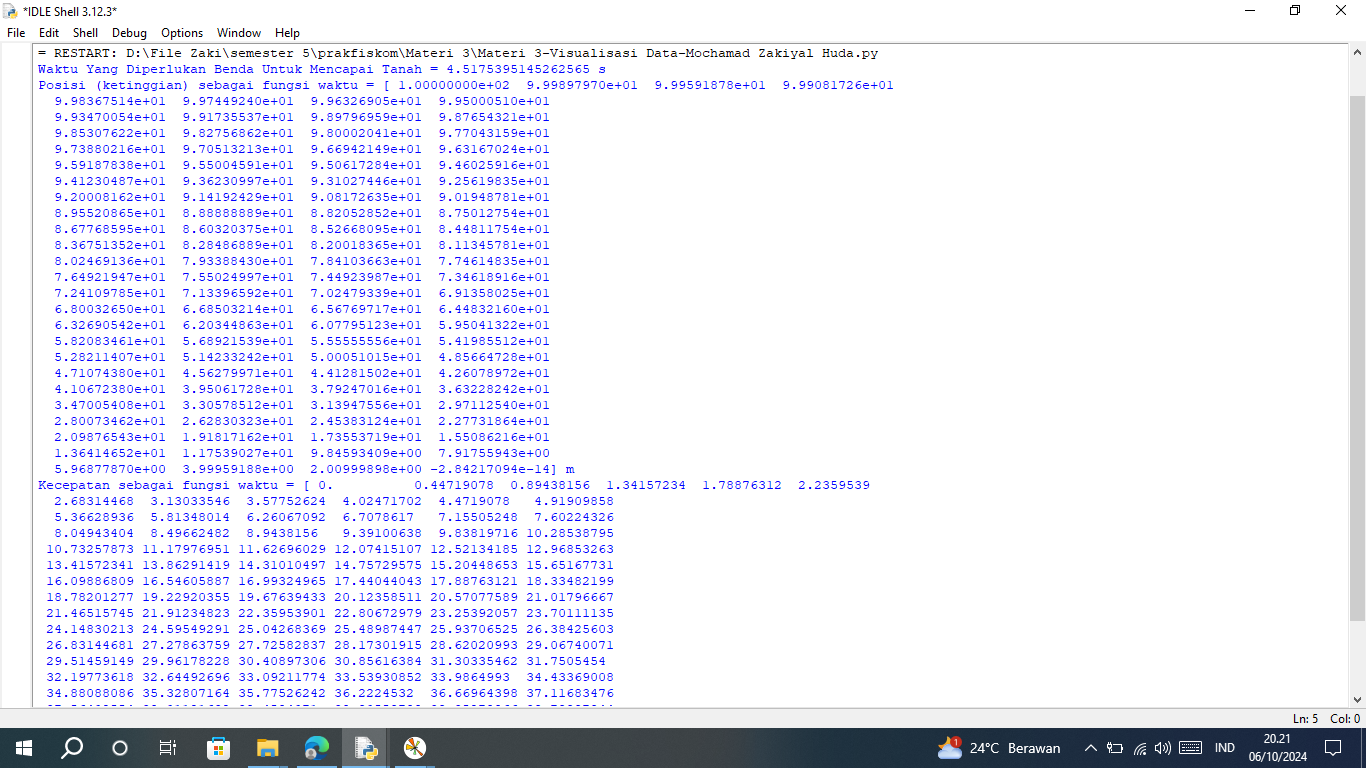 *IDLE Shell 3.12.3*
File Edit Shell Debug Options Window Help
= RESTART: D:\File Zaki\semester 5\prakfiskom\Materi 3\Materi 3-Visualisasi Data-Mochamad Zakiyal Huda.py
Waktu Yang Diperlukan Benda Untuk Mencapai Tanah = 4.5175395145262565 s
Posisi (ketinggian) sebagai fungsi waktu = [ 1.00000000e+02 9.99897970e+01 9.99591878e+01 9.99081726e+01
9.98367514e+01 9.97449240e+01 9.96326905e+01 9.95000510e+01
9.93470054e+01 9.91735537e+01 9.89796959e+01 9.87654321e+01
9.85307622e+01 9.82756862e+01 9.80002041e+01 9.77043159e+01
9.73880216e+01 9.70513213e+01 9.66942149e+01 9.63167024e+01
9.59187838e+01 9.55004591e+01 9.50617284e+01 9.46025916e+01
9.41230487e+01 9.36230997e+01 9.31027446e+01 9.25619835e+01
9.20008162e+01 9.14192429e+01 9.08172635e+01 9.01948781e+01
8.95520865e+01 8.88888889e+01 8.82052852e+01 8.75012754e+01
8.67768595e+01 8.60320375e+01 8.52668095e+01 8.44811754e+01
8.36751352e+01 8.28486889e+01 8.20018365e+01 8.11345781e+01
8.02469136e+01 7.93388430e+01 7.84103663e+01 7.74614835e+01
7.64921947e+01 7.55024997e+01 7.44923987e+01 7.34618916e+01
7.24109785e+01 7.13396592e+01 7.02479339e+01 6.91358025e+01
6.80032650e+01 6.68503214e+01 6.56769717e+01 6.44832160e+01
6.32690542e+01 6.20344863e+01 6.07795123e+01 5.95041322e+01
5.82083461e+01 5.68921539e+01 5.55555556e+01 5.41985512e+01
5.28211407e+01 5.14233242e+01 5.00051015e+01 4.85664728e+01
4.71074380e+01 4.56279971e+01 4.41281502e+01 4.26078972e+01
4.10672380e+01 3.95061728e+01 3.79247016e+01 3.63228242e+01
3.47005408e+01 3.30578512e+01 3.13947556e+01 2.97112540e+01
2.80073462e+01 2.62830323e+01 2.45383124e+01 2.27731864e+01
2.09876543e+01 1.91817162e+01 1.73553719e+01 1.55086216e+01
1.36414652e+01 1.17539027e+01 9.84593409e+00 7.91755943e+00
5.96877870e+00 3.99959188e+00 2.00999898e+00 -2.84217094e-14] m
Kecepatan sebagai fungsi waktu = [ 0. 0.44719078 0.89438156 1.34157234 1.78876312 2.2359539
2.68314468 3.13033546 3.57752624 4.02471702 4.4719078 4.91909858
5.36628936 5.81348014 6.26067092 6.7078617 7.15505248 7.60224326
8.04943404 8.49662482 8.9438156 9.39100638 9.83819716 10.28538795
10.73257873 11.17976951 11.62696029 12.07415107 12.52134185 12.96853263
13.41572341 13.86291419 14.31010497 14.75729575 15.20448653 15.65167731
16.09886809 16.54605887 16.99324965 17.44044043 17.88763121 18.33482199
18.78201277 19.22920355 19.67639433 20.12358511 20.57077589 21.01796667
21.46515745 21.91234823 22.35953901 22.80672979 23.25392057 23.70111135
24.14830213 24.59549291 25.04268369 25.48987447 25.93706525 26.38425603
26.83144681 27.27863759 27.72582837 28.17301915 28.62020993 29.06740071
29.51459149 29.96178228 30.40897306 30.85616384 31.30335462 31.7505454
32.19773618 32.64492696 33.09211774 33.53930852 33.9864993 34.43369008
34.88088086 35.32807164 35.77526242 36.2224532 36.66964398 37.11683476
Ln: 5 Col: 0
1
24°C Berawan
IND
20.21
06/10/2024